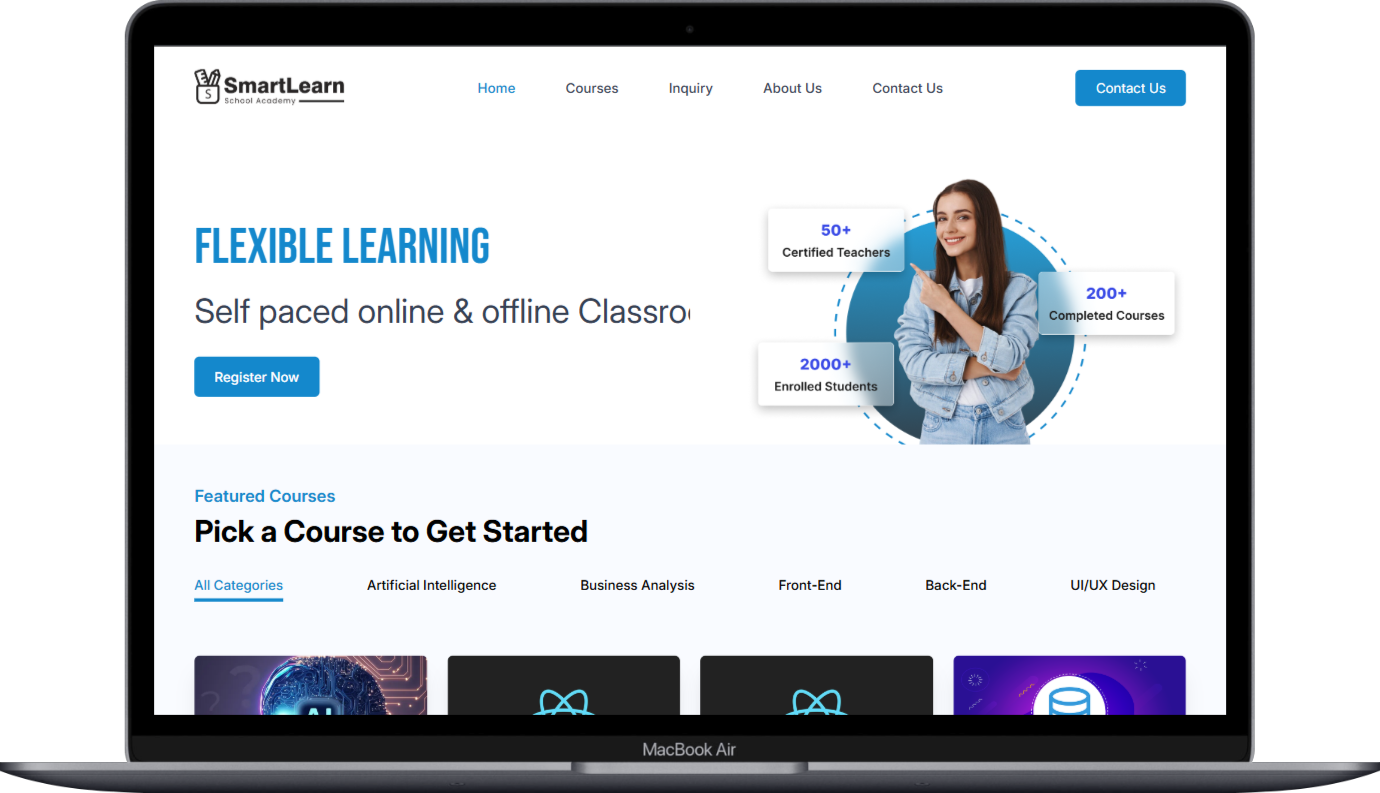 SmartLearn
School Academy
S
Home Courses Inquiry About Us Contact Us
Contact Us
FLEXIBLE LEARNING
Self paced online & offline Classro
Register Now
50+
Certified Teachers
200+
Completed Courses
2000+
Enrolled Students
Featured Courses
Pick a Course to Get Started
All Categories Artificial Intelligence Business Analysis Front-End Back-End UI/UX Design
AI
MacBook Air